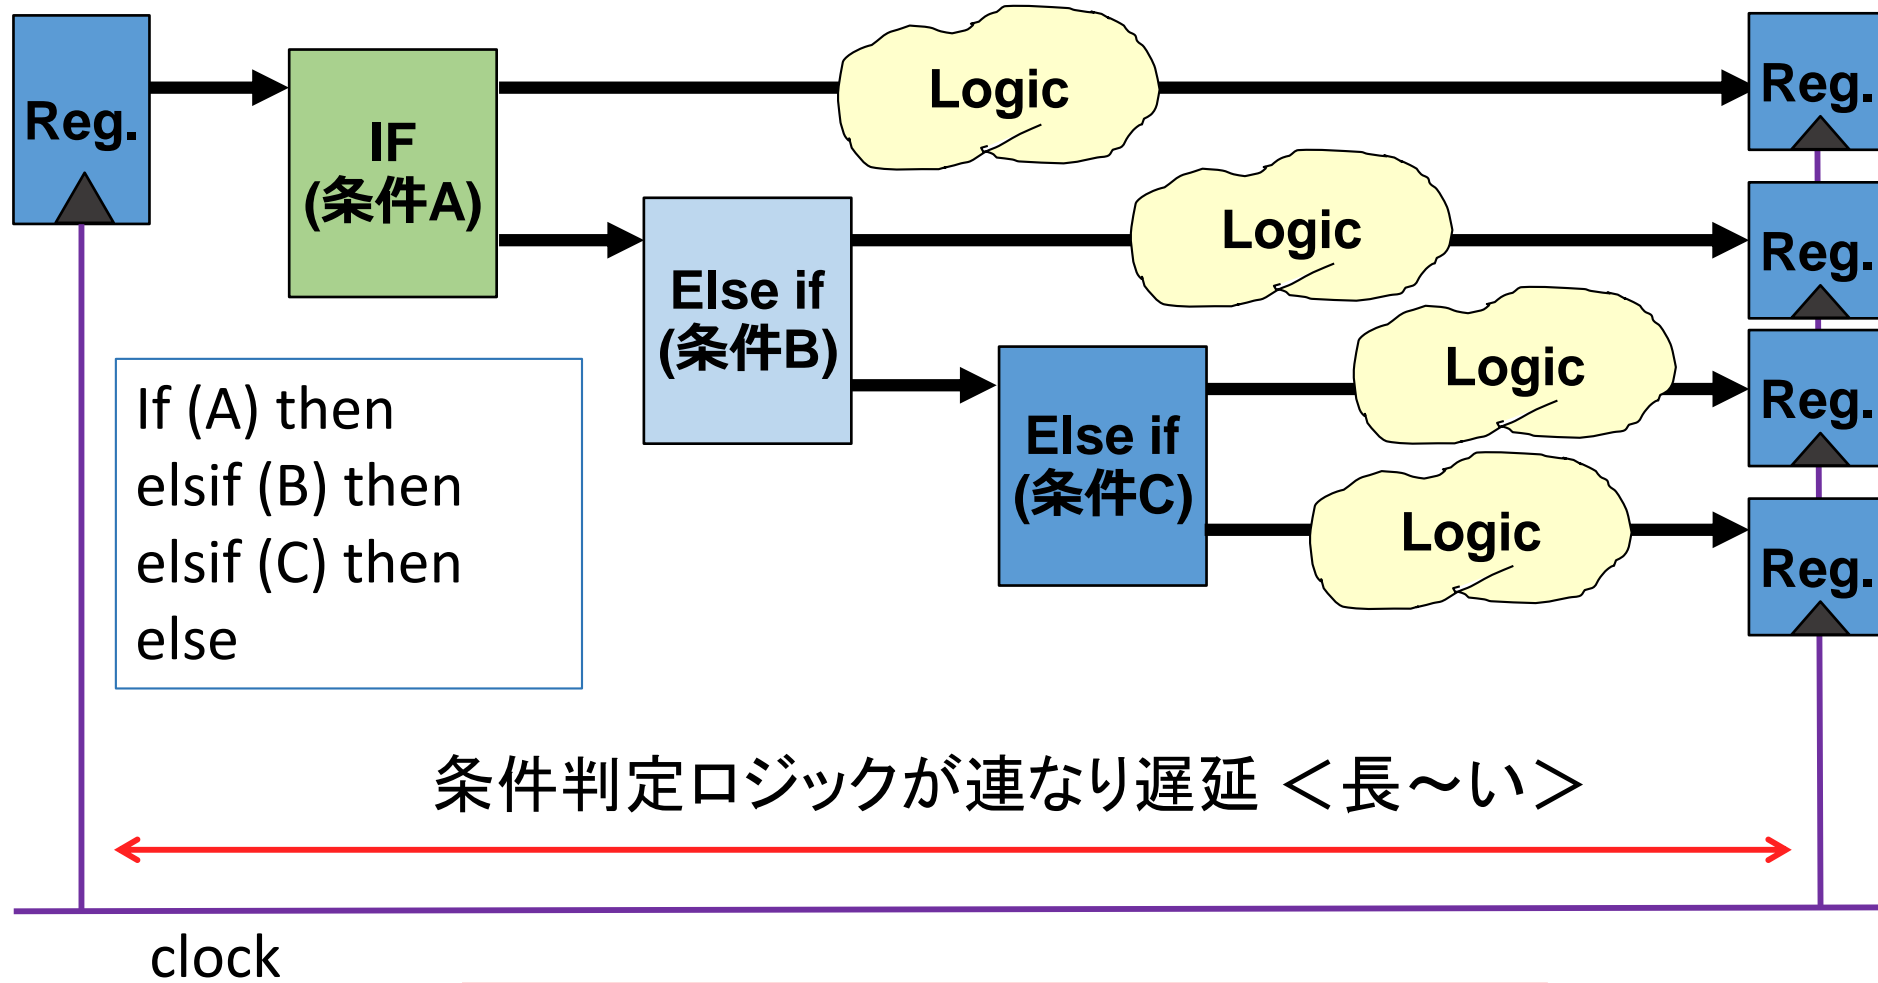 Reg.
IF
(条件A)
Logic
Reg.
Else if
(条件B)
Logic
Reg.
Else if
(条件C)
Logic
Reg.
Logic
Reg.
If (A) then
elsif (B) then
elsif (C) then
else
条件判定ロジックが連なり遅延 ＜長～い＞
clock